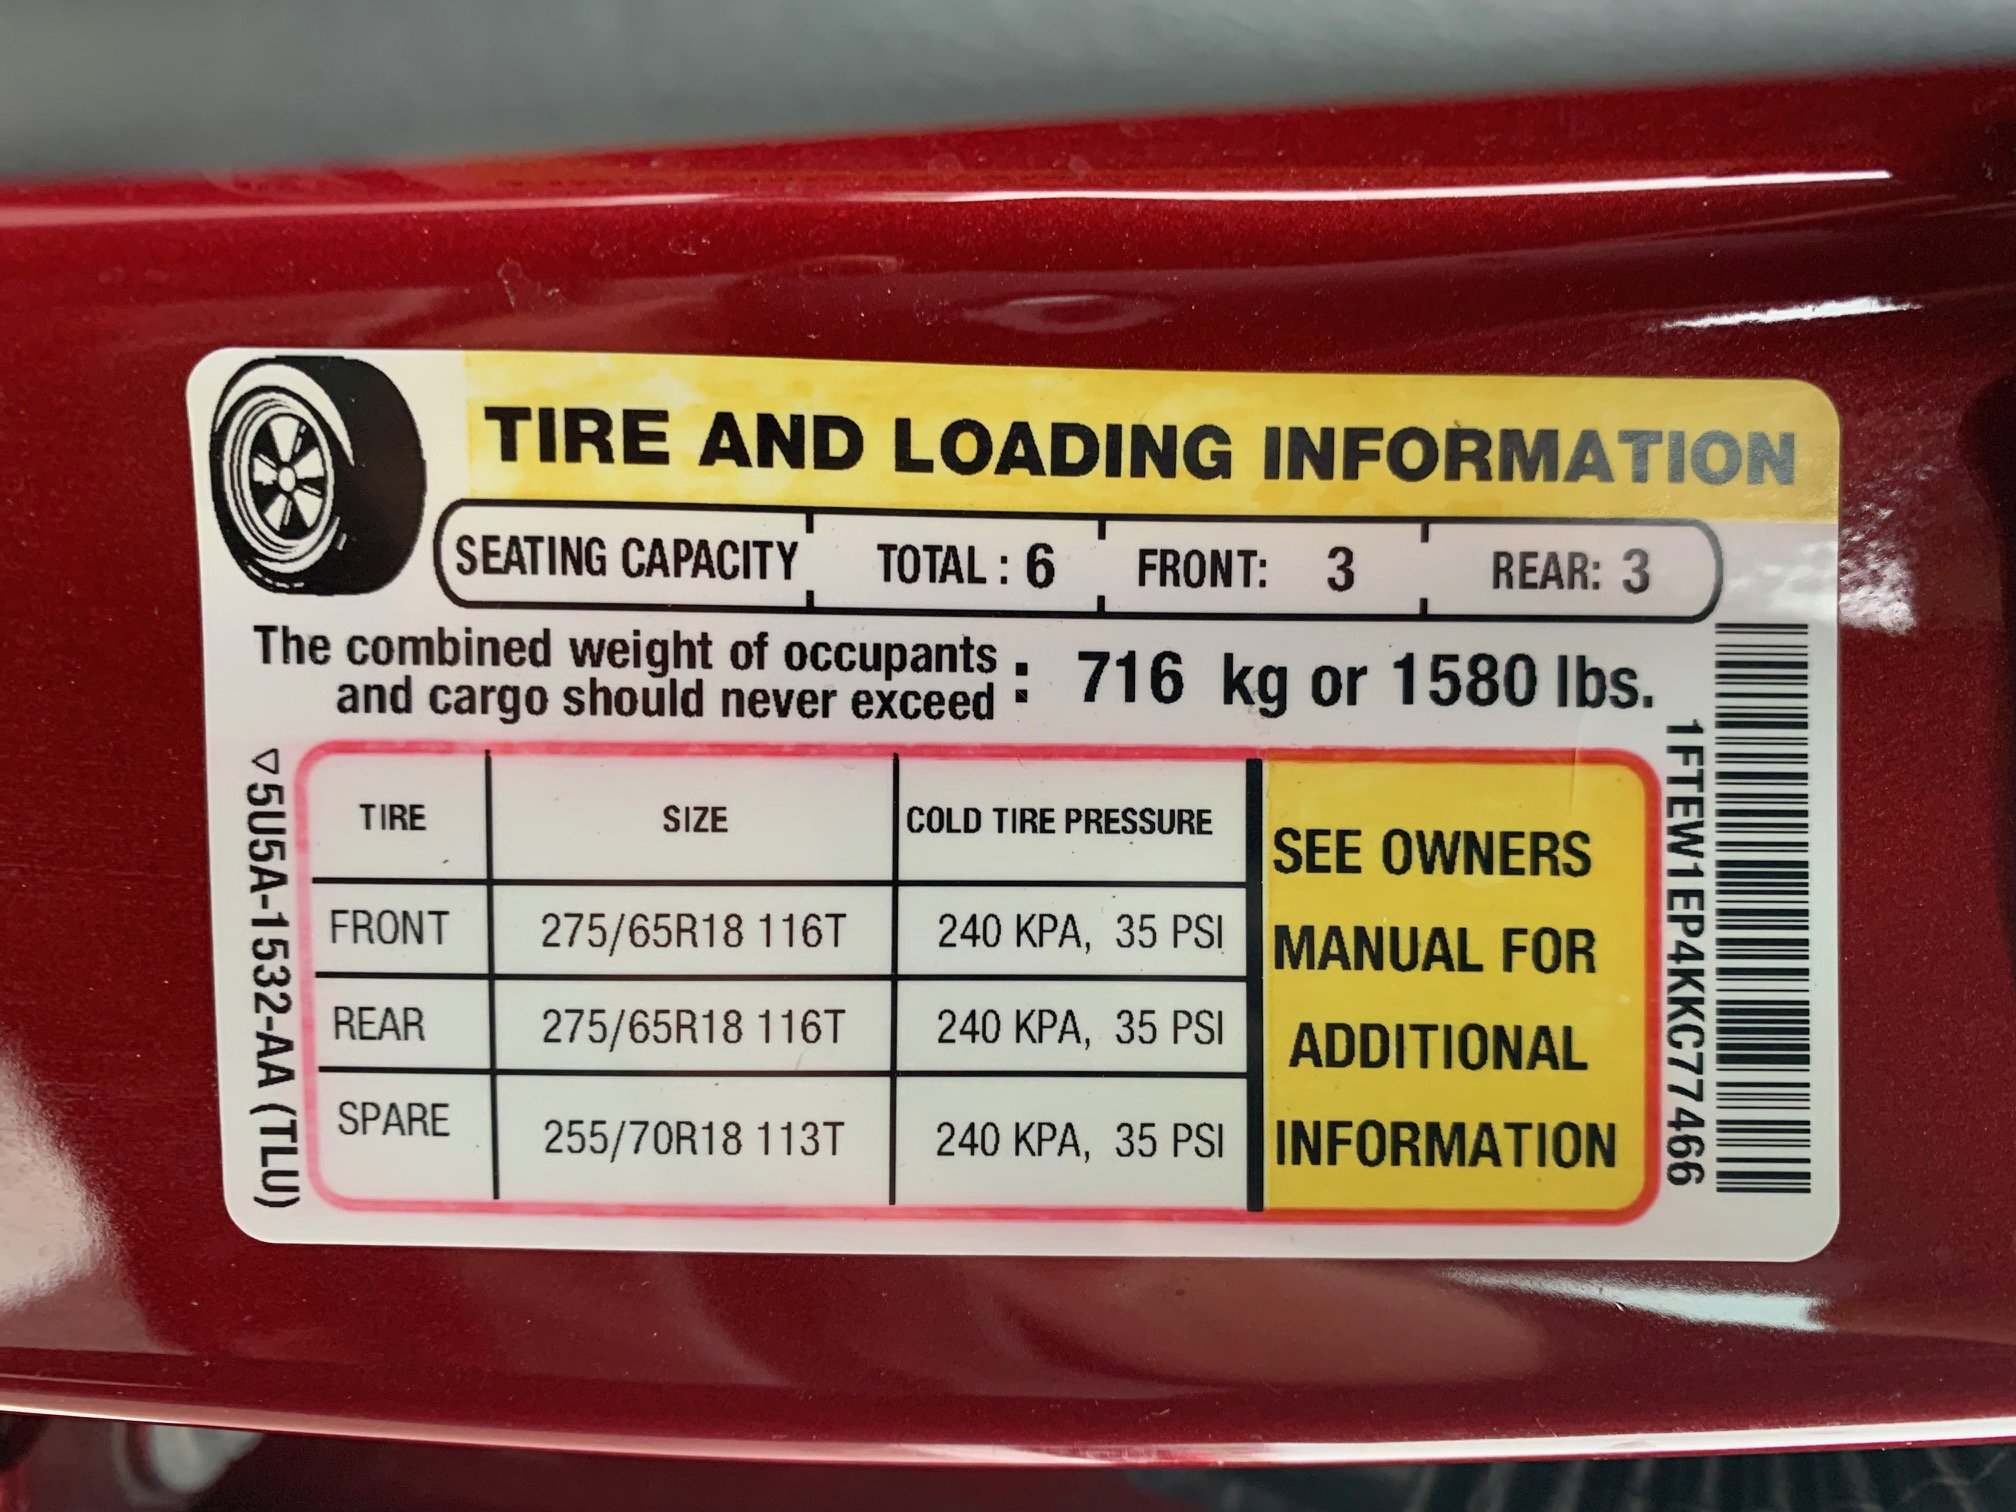 TIRE AND LOADING INFORMATION
SEATING CAPACITY TOTAL : 6 FRONT: 3 REAR: 3
The combined weight of occupants
and cargo should never exceed : 716 kg or 1580 lbs.
TIRE SIZE COLD TIRE PRESSURE
FRONT 275/65R18 116T 240 KPA, 35 PSI
REAR 275/65R18 116T 240 KPA, 35 PSI
SPARE 255/70R18 113T 240 KPA, 35 PSI
SEE OWNERS
MANUAL FOR
ADDITIONAL
INFORMATION
5U5A-1532-AA (TLU)
1FTEW1EP4KKC77466